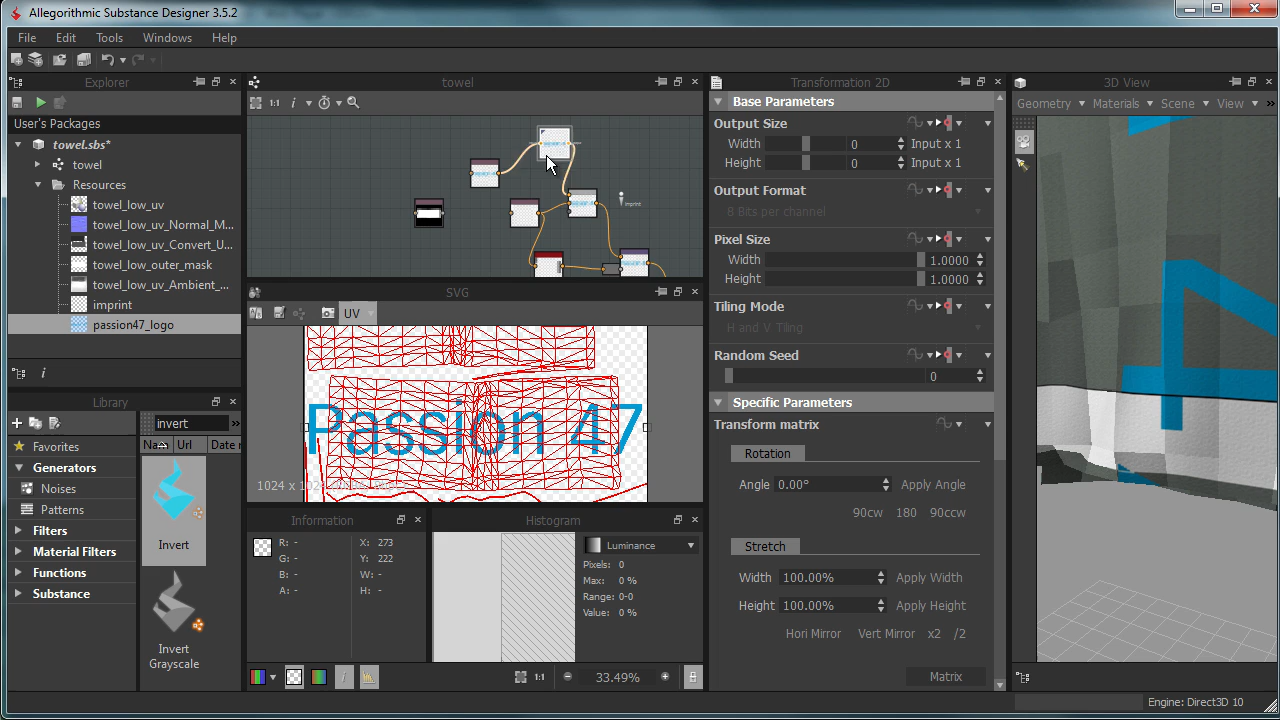 Allegorithmic Substance Designer 3.5.2
File Edit Tools Windows Help
Explorer
User's Packages
towel.sbs*
towel
Resources
towel_low_uv
towel_low_uv_Normal_M...
towel_low_uv_Convert_U...
towel_low_outer_mask
towel_low_uv_Ambient_...
imprint
passion47_logo
i
Library
invert
Name Url Date r
Favorites
Generators
Noises
Patterns
Filters
Material Filters
Functions
Substance
Invert
Invert
Grayscale
towel
1:1 i
imprint
SVG
UV
Passion 47
Information
R: - X: 273
G: - Y: 222
B: - W: -
A: - H: -
Histogram
Luminance
Pixels: 0
Max: 0 %
Range: 0-0
Value: 0 %
i 1:1 33.49%
Transformation 2D
Base Parameters
Output Size
Width 0 Input x 1
Height 0 Input x 1
Output Format
8 Bits per channel
Pixel Size
Width 1.0000
Height 1.0000
Tiling Mode
H and V Tiling
Random Seed
0
Specific Parameters
Transform matrix
Rotation
Angle 0.00° Apply Angle
90cw 180 90ccw
Stretch
Width 100.00% Apply Width
Height 100.00% Apply Height
Hori Mirror Vert Mirror x2 /2
Matrix
3D View
Geometry Materials Scene View »
Engine: Direct3D 10